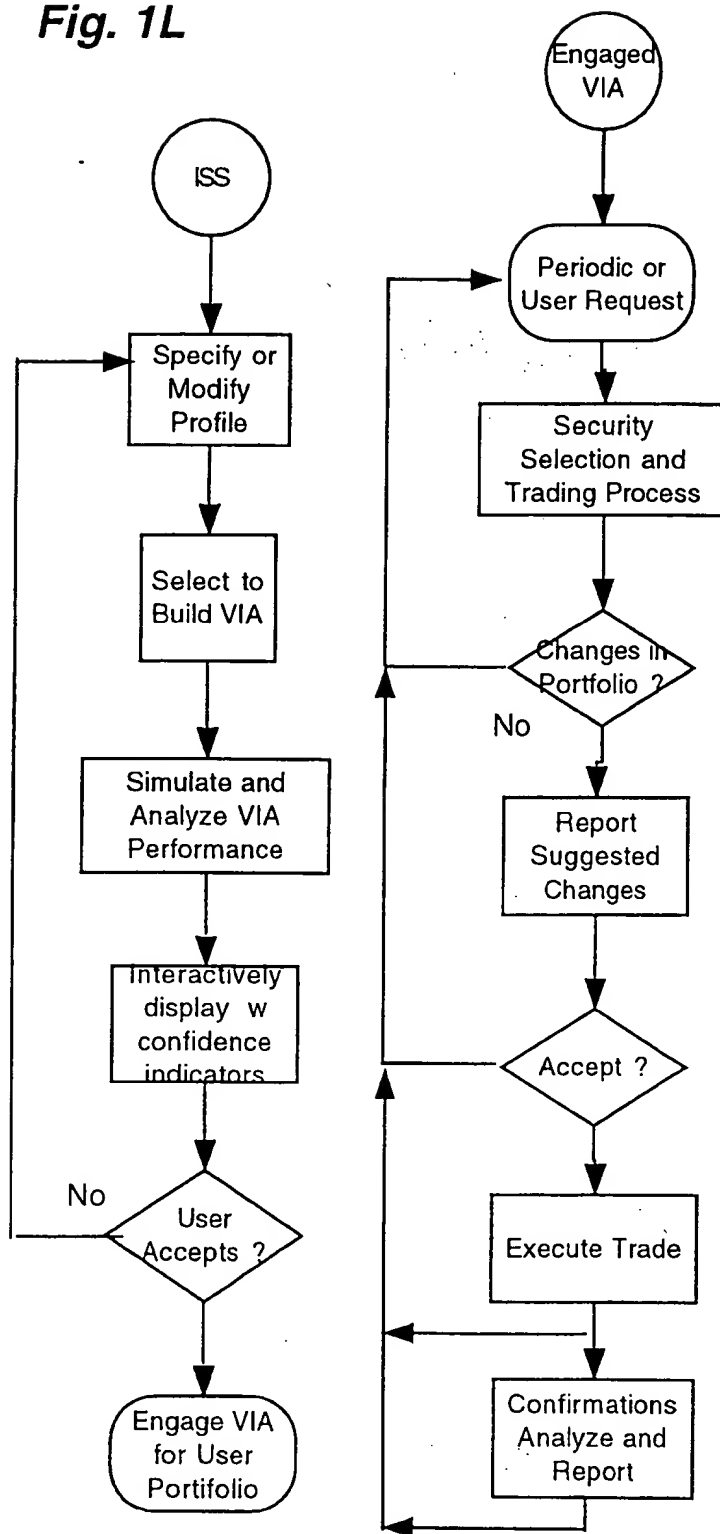 Fig. 1L
ISS
Specify or
Modify
Profile
Select to
Build VIA
Simulate and
Analyze VIA
Performance
Interactively
display w
confidence
indicators
No
User
Accepts ?
Engage VIA
for User
Portifolio
Engaged
VIA
Periodic or
User Request
Security
Selection and
Trading Process
Changes in
Portfolio ?
No
Report
Suggested
Changes
Accept ?
Execute Trade
Confirmations
Analyze and
Report